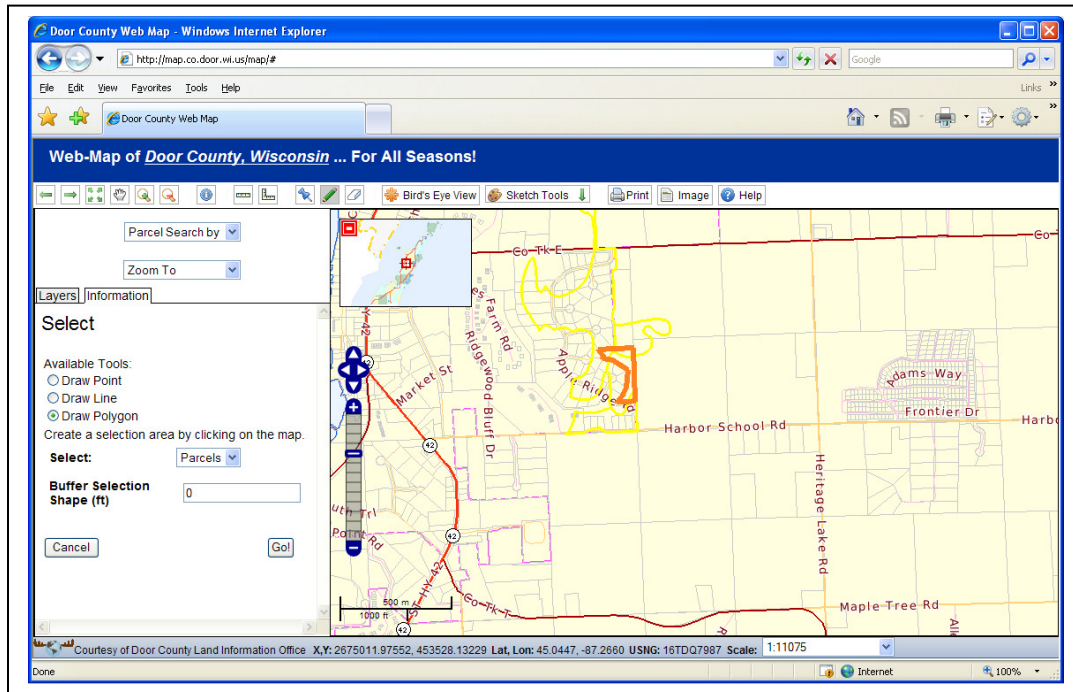 Door County Web Map - Windows Internet Explorer
http://map.co.door.wi.us/map/#
Google
File Edit View Favorites Tools Help
Links »
Door County Web Map
Web-Map of Door County, Wisconsin ... For All Seasons!
Bird's Eye View Sketch Tools Print Image Help
Parcel Search by
Zoom To
Layers Information
Select
Available Tools:
Draw Point
Draw Line
Draw Polygon
Create a selection area by clicking on the map.
Select: Parcels
Buffer Selection
Shape (ft)
0
Cancel Go!
Co Tk E
Co
Farm Rd
Ridgewood Bluff Dr
Market St
Apple Ridge Rd
Adams Way
Frontier Dr
Harbor School Rd
Harbo
42
Heritage Lake Rd
uth Trl
Point Rd
42
ST HY 42
Co Tk T
Maple Tree Rd
42
500 m
1000 ft
Courtesy of Door County Land Information Office X,Y: 2675011.97552, 453528.13229 Lat, Lon: 45.0447, -87.2660 USNG: 16TDQ7987 Scale: 1:11075
Done
Internet
100%